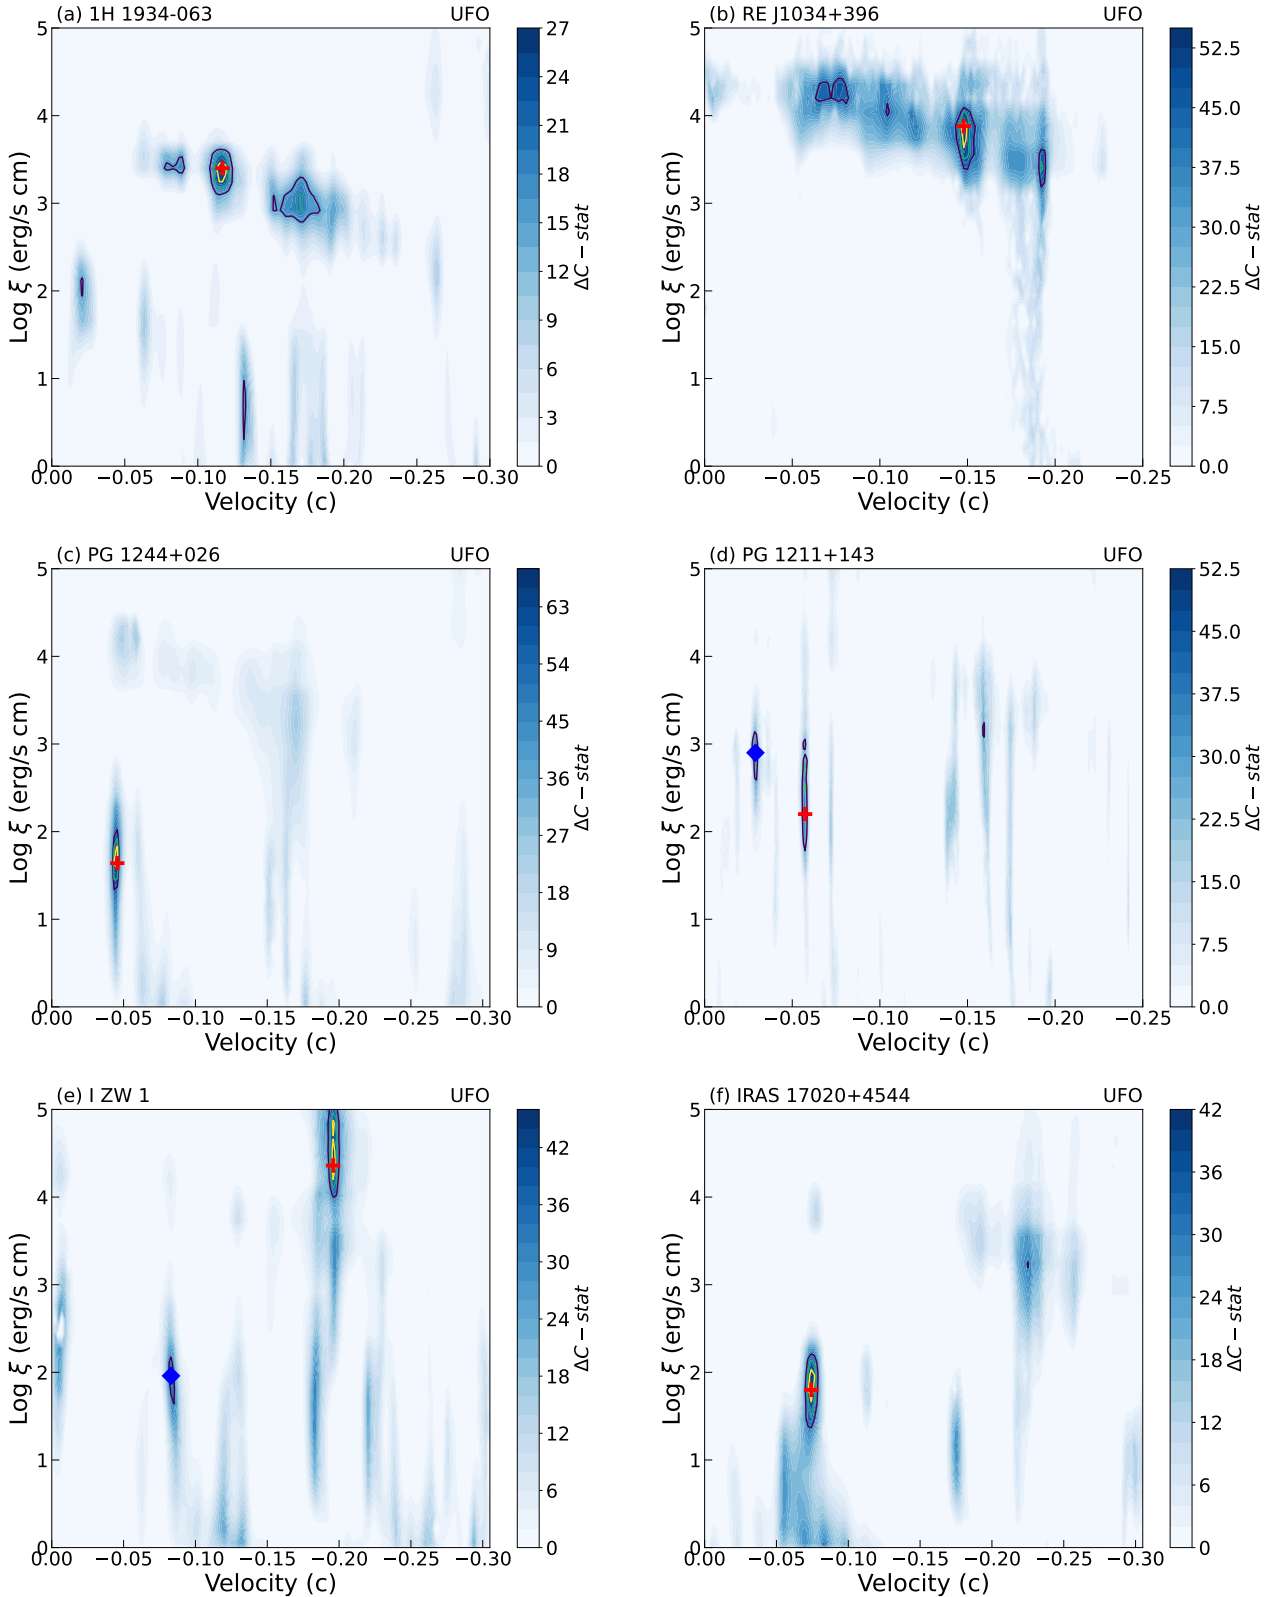 (a) 1H 1934-063 UFO
5
4
3
2
1
0
Log ξ (erg/s cm)
0.00 −0.05 −0.10 −0.15 −0.20 −0.25 −0.30
Velocity (c)
27
24
21
18
15
12
9
6
3
0
ΔC − stat
(b) RE J1034+396 UFO
5
4
3
2
1
0
Log ξ (erg/s cm)
0.00 −0.05 −0.10 −0.15 −0.20 −0.25
Velocity (c)
52.5
45.0
37.5
30.0
22.5
15.0
7.5
0.0
ΔC − stat
(c) PG 1244+026 UFO
5
4
3
2
1
0
Log ξ (erg/s cm)
0.00 −0.05 −0.10 −0.15 −0.20 −0.25 −0.30
Velocity (c)
63
54
45
36
27
18
9
0
ΔC − stat
(d) PG 1211+143 UFO
5
4
3
2
1
0
Log ξ (erg/s cm)
0.00 −0.05 −0.10 −0.15 −0.20 −0.25
Velocity (c)
52.5
45.0
37.5
30.0
22.5
15.0
7.5
0.0
ΔC − stat
(e) I ZW 1 UFO
5
4
3
2
1
0
Log ξ (erg/s cm)
0.00 −0.05 −0.10 −0.15 −0.20 −0.25 −0.30
Velocity (c)
42
36
30
24
18
12
6
0
ΔC − stat
(f) IRAS 17020+4544 UFO
5
4
3
2
1
0
Log ξ (erg/s cm)
0.00 −0.05 −0.10 −0.15 −0.20 −0.25 −0.30
Velocity (c)
42
36
30
24
18
12
6
0
ΔC − stat